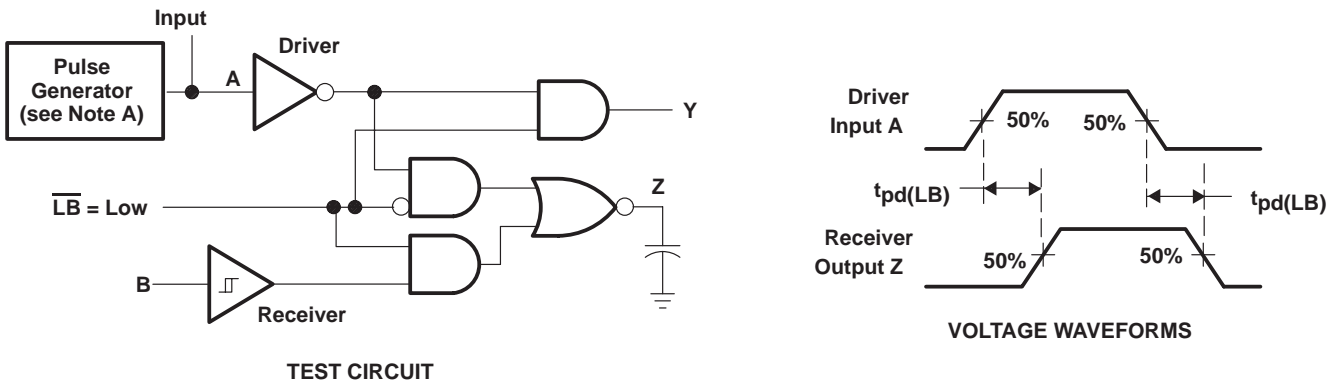 Input
Pulse
Generator
(see Note A)
A
Driver
Y
L̅B̅ = Low
Z
B
Receiver
TEST CIRCUIT
Driver
Input A
50%
50%
tpd(LB)
tpd(LB)
Receiver
Output Z
50%
50%
VOLTAGE WAVEFORMS